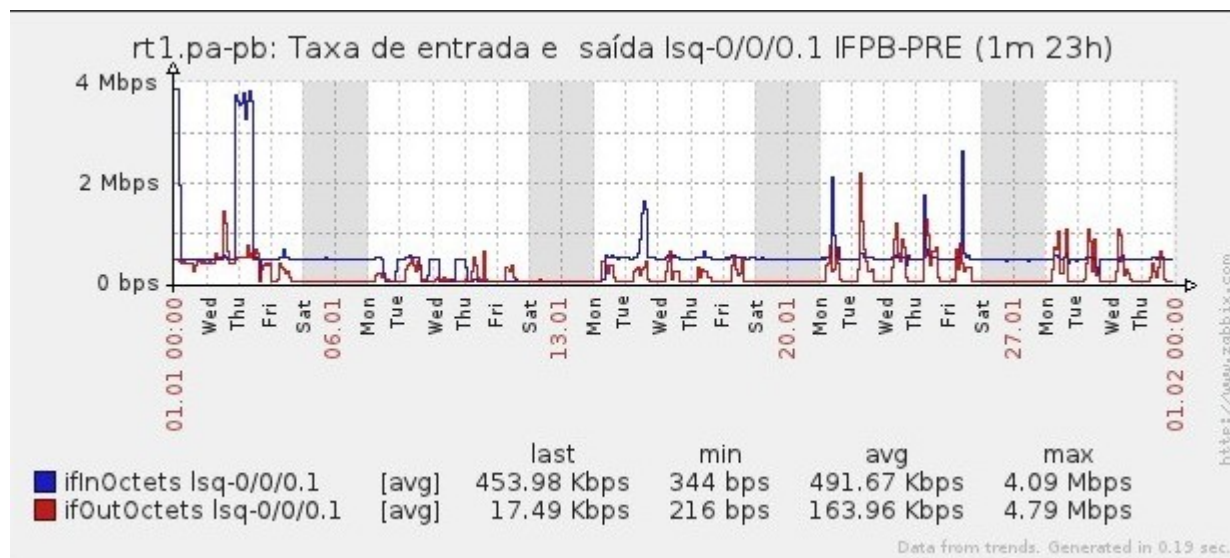 rt1.pa-pb: Taxa de entrada e  saída lsq-0/0/0.1 IFPB-PRE (1m 23h)
4 Mbps
2 Mbps
0 bps
01.01 00:00 Wed Thu Fri Sat 06.01 Mon Tue Wed Thu Fri Sat 13.01 Mon Tue Wed Thu Fri Sat 20.01 Mon Tue Wed Thu Fri Sat 27.01 Mon Tue Wed Thu 01.02 00:00
http://www.zabbix.com
last min avg max
ifInOctets lsq-0/0/0.1 [avg] 453.98 Kbps 344 bps 491.67 Kbps 4.09 Mbps
ifOutOctets lsq-0/0/0.1 [avg] 17.49 Kbps 216 bps 163.96 Kbps 4.79 Mbps
Data from trends. Generated in 0.19 sec